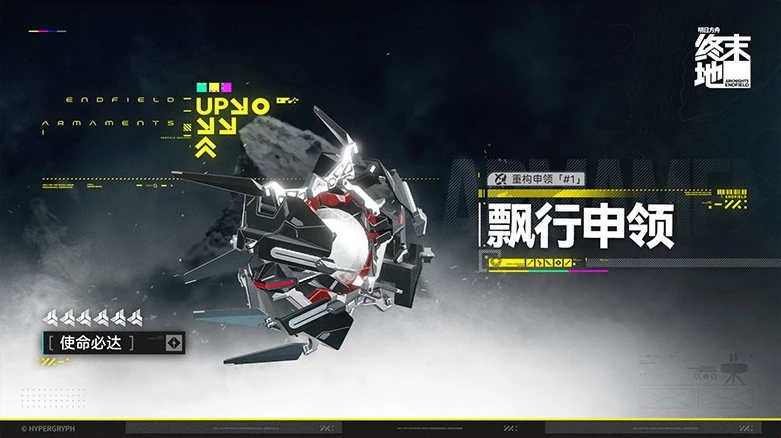 明日方舟
终末地
ARKNIGHTS
ENDFIELD
ENDFIELD
UP
ARMAMENTS
重构申领「#1」
ENDFIELD
飘行申领
[ 使命必达 ]
© HYPERGRYPH